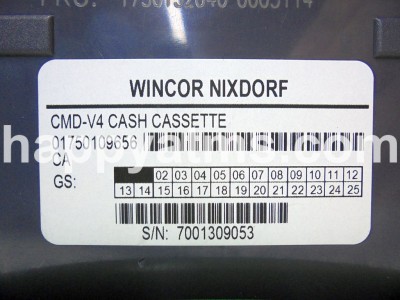 WINCOR NIXDORF
CMD-V4 CASH CASSETTE
01750109656
CA
GS: 02 03 04 05 06 07 08 09 10 11 12
13 14 15 16 17 18 19 20 21 22 23 24 25
S/N: 7001309053
happyatms.com